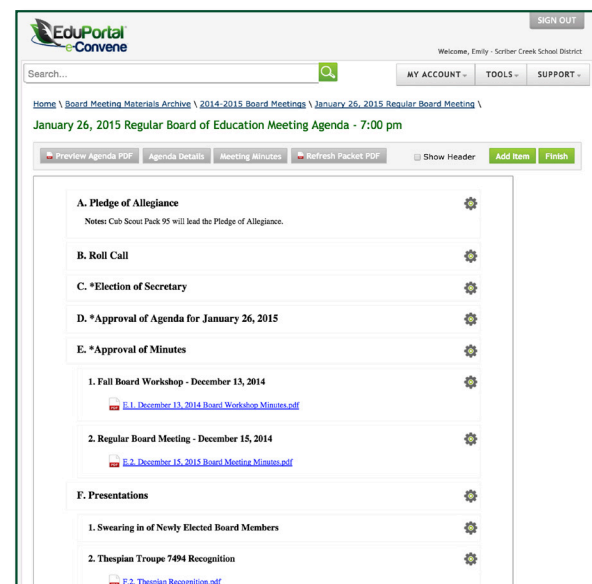 SIGN OUT
EduPortal
e-Convene
Welcome, Emily - Scriber Creek School District
Search...
MY ACCOUNT TOOLS SUPPORT
Home \ Board Meeting Materials Archive \ 2014-2015 Board Meetings \ January 26, 2015 Regular Board Meeting \
January 26, 2015 Regular Board of Education Meeting Agenda - 7:00 pm
Preview Agenda PDF Agenda Details Meeting Minutes Refresh Packet PDF Show Header Add Item Finish
A. Pledge of Allegiance
Notes: Cub Scout Pack 95 will lead the Pledge of Allegiance.
B. Roll Call
C. *Election of Secretary
D. *Approval of Agenda for January 26, 2015
E. *Approval of Minutes
1. Fall Board Workshop - December 13, 2014
E.1. December 13, 2014 Board Workshop Minutes.pdf
2. Regular Board Meeting - December 15, 2014
E.2. December 15, 2015 Board Meeting Minutes.pdf
F. Presentations
1. Swearing in of Newly Elected Board Members
2. Thespian Troupe 7494 Recognition
F.2. Thespian Recognition.pdf